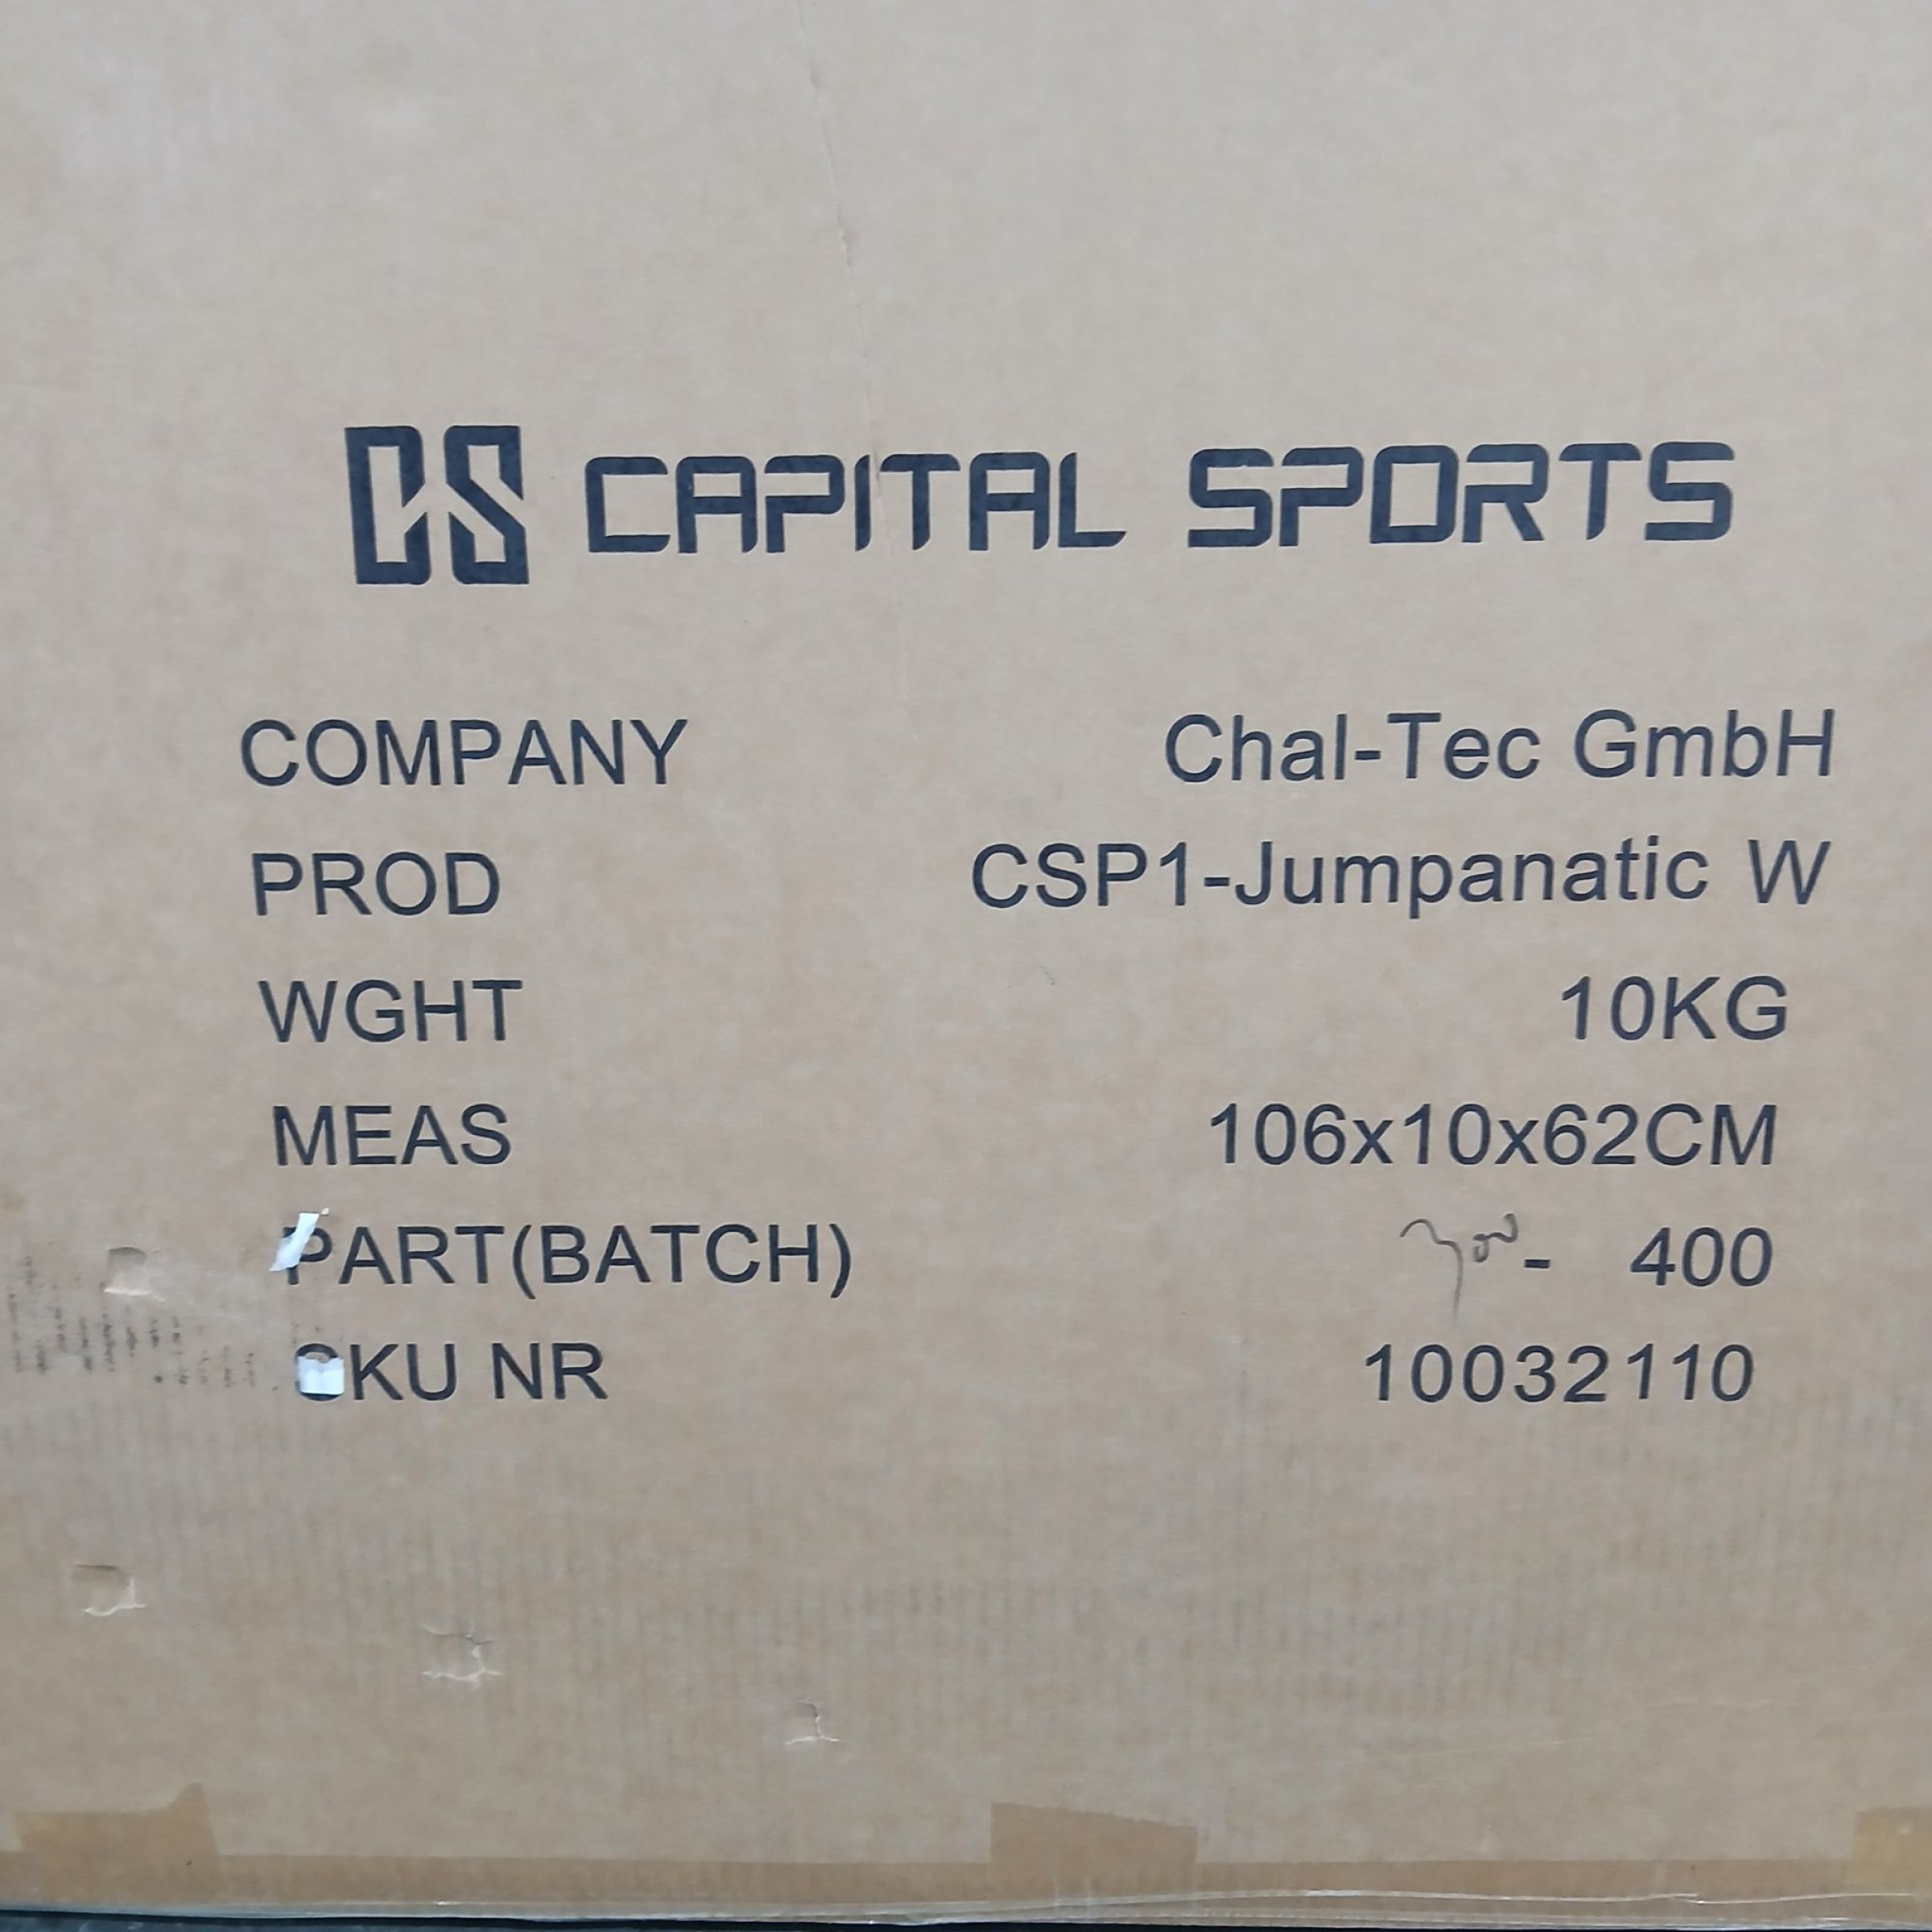 CS CAPITAL SPORTS
COMPANY Chal-Tec GmbH
PROD CSP1-Jumpanatic W
WGHT 10KG
MEAS 106x10x62CM
PART(BATCH) - 400
SKU NR 10032110